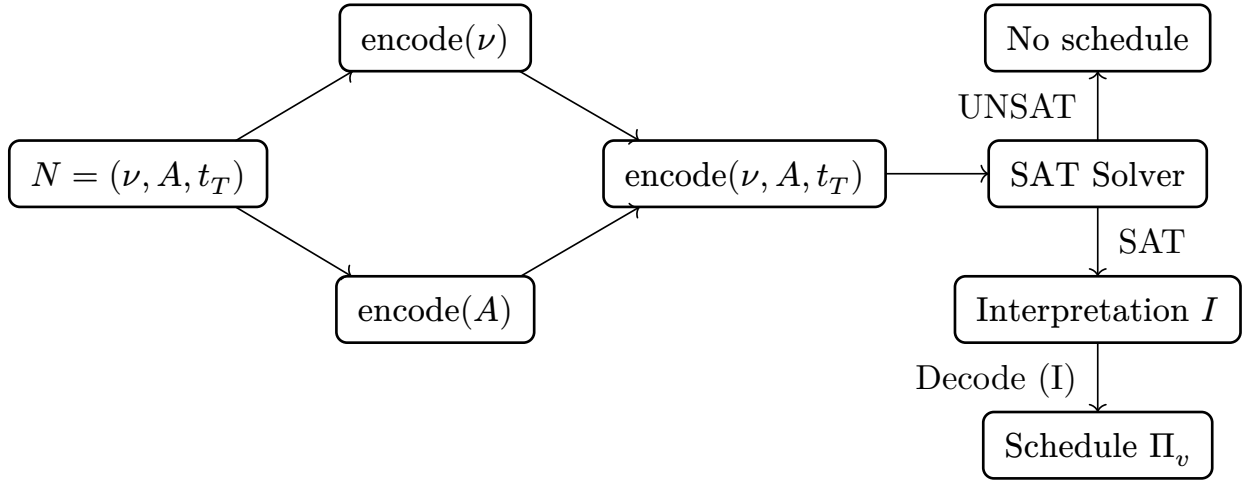 encode(ν)
No schedule
UNSAT
N = (ν, A, t_T)
encode(ν, A, t_T)
SAT Solver
SAT
encode(A)
Interpretation I
Decode (I)
Schedule Π_v